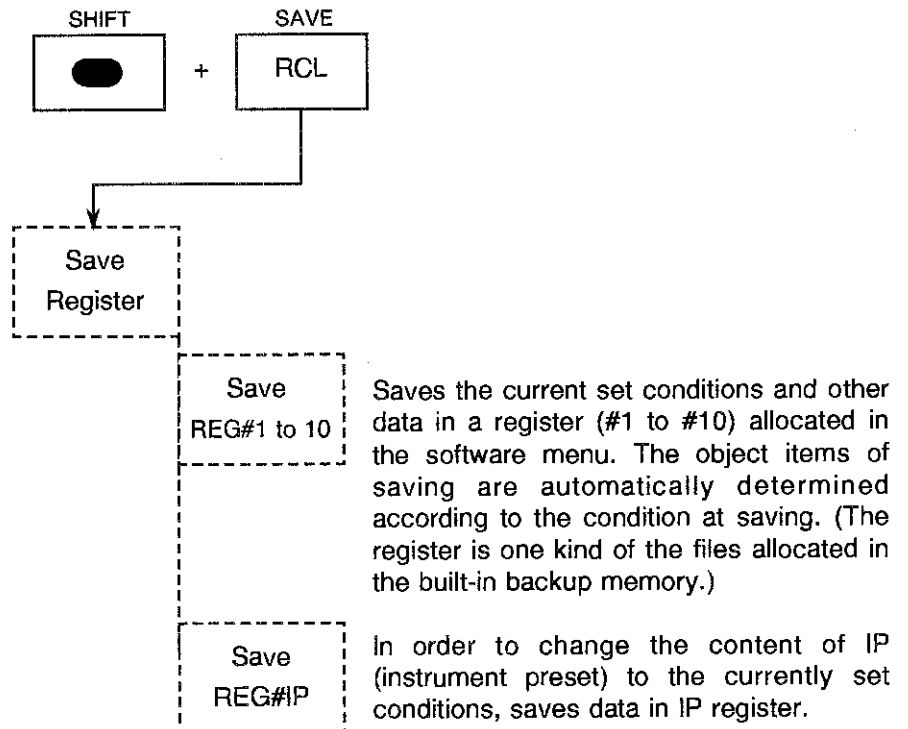 SHIFT SAVE
+ RCL
Save
Register
Save
REG#1 to 10
Saves the current set conditions and other
data in a register (#1 to #10) allocated in
the software menu. The object items of
saving are automatically determined
according to the condition at saving. (The
register is one kind of the files allocated in
the built-in backup memory.)
Save
REG#IP
In order to change the content of IP
(instrument preset) to the currently set
conditions, saves data in IP register.